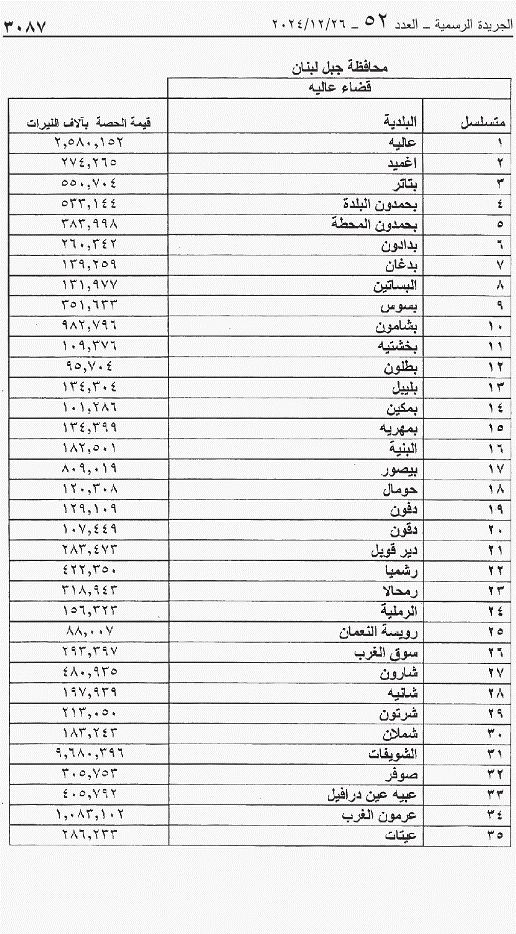 الجريدة الرسمية ــ العدد ٥٢ ــ ٢٠٢٤/١٢/٢٦ ٣٠٨٧
محافظة جبل لبنان
قضاء عاليه
متسلسل البلدية قيمة الحصة بآلاف الليرات
١ عاليه ٢,٥٨٠,١٥٢
٢ اغميد ٢٧٤,٢٦٥
٣ بتاتر ٥٥٠,٧٠٤
٤ بحمدون البلدة ٥٣٣,١٤٤
٥ بحمدون المحطة ٣٨٣,٩٩٨
٦ بدادون ٢٦٠,٣٤٢
٧ بدغان ١٣٩,٢٥٩
٨ البساتين ١٣١,٩٧٧
٩ بسوس ٣٥١,٦٣٣
١٠ بشامون ٩٨٢,٧٩٦
١١ بخشتيه ١٠٩,٣٧٦
١٢ بطلون ٩٥,٧٠٤
١٣ بليبل ١٣٤,٣٠٤
١٤ بمكين ١٠١,٢٨٦
١٥ بمهريه ١٣٤,٣٩٩
١٦ البنية ١٨٢,٥٠١
١٧ بيصور ٨٠٩,٠١٩
١٨ حومال ١٢٠,٣٠٨
١٩ دفون ١٢٩,١٠٩
٢٠ دقون ١٠٧,٤٤٩
٢١ دير قوبل ٢٨٣,٤٧٣
٢٢ رشميا ٤٢٢,٣٥٠
٢٣ رمحالا ٣١٨,٩٤٣
٢٤ الرملية ١٥٦,٣٢٣
٢٥ رويسة النعمان ٨٨,٠٠٧
٢٦ سوق الغرب ٢٩٣,٣٩٧
٢٧ شارون ٤٨٠,٩٣٥
٢٨ شانيه ١٩٧,٩٣٩
٢٩ شرتون ٢١٣,٠٥٠
٣٠ شملان ١٨٣,٢٤٣
٣١ الشويفات ٩,٦٨٠,٣٩٦
٣٢ صوفر ٣٠٥,٧٥٣
٣٣ عبيه عين درافيل ٤٠٥,٧٩٢
٣٤ عرمون الغرب ١,٠٨٣,١٠٢
٣٥ عيتات ٢٨٦,٢٣٣